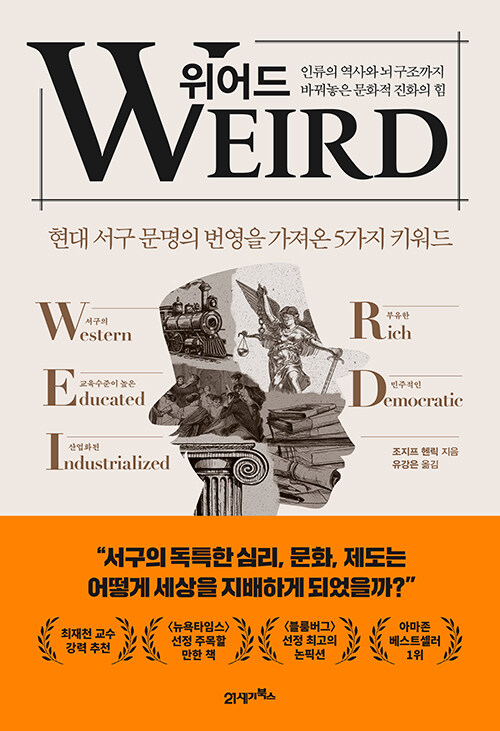 위어드
인류의 역사와 뇌 구조까지
바꿔놓은 문화적 진화의 힘
WEIRD
현대 서구 문명의 번영을 가져온 5가지 키워드
서구의
Western
교육수준이 높은
Educated
산업화된
Industrialized
부유한
Rich
민주적인
Democratic
조지프 헨릭 지음
유강은 옮김
“서구의 독특한 심리, 문화, 제도는
어떻게 세상을 지배하게 되었을까?”
최재천 교수
강력 추천
〈뉴욕타임스〉
선정 주목할
만한 책
〈블룸버그〉
선정 최고의
논픽션
아마존
베스트셀러
1위
21세기북스